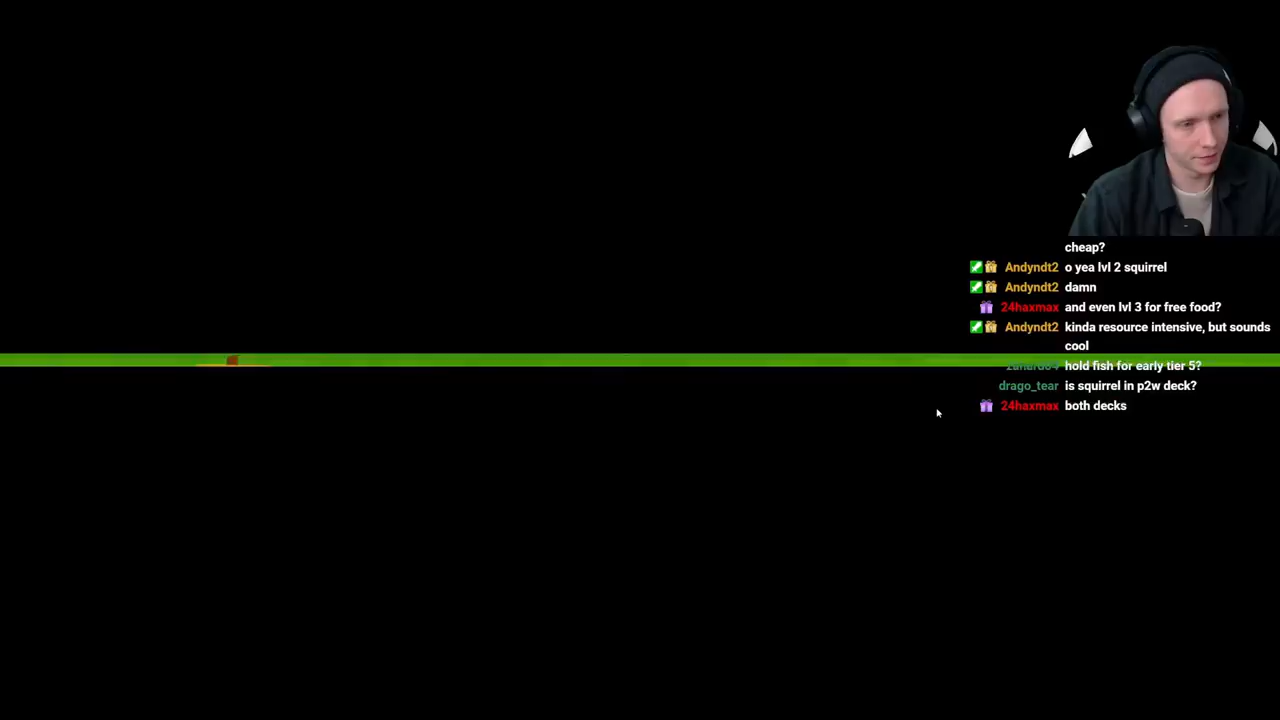 cheap?
Andyndt2 o yea lvl 2 squirrel
Andyndt2 damn
24haxmax and even lvl 3 for free food?
Andyndt2 kinda resource intensive, but sounds
cool
hold fish for early tier 5?
drago_tear is squirrel in p2w deck?
24haxmax both decks